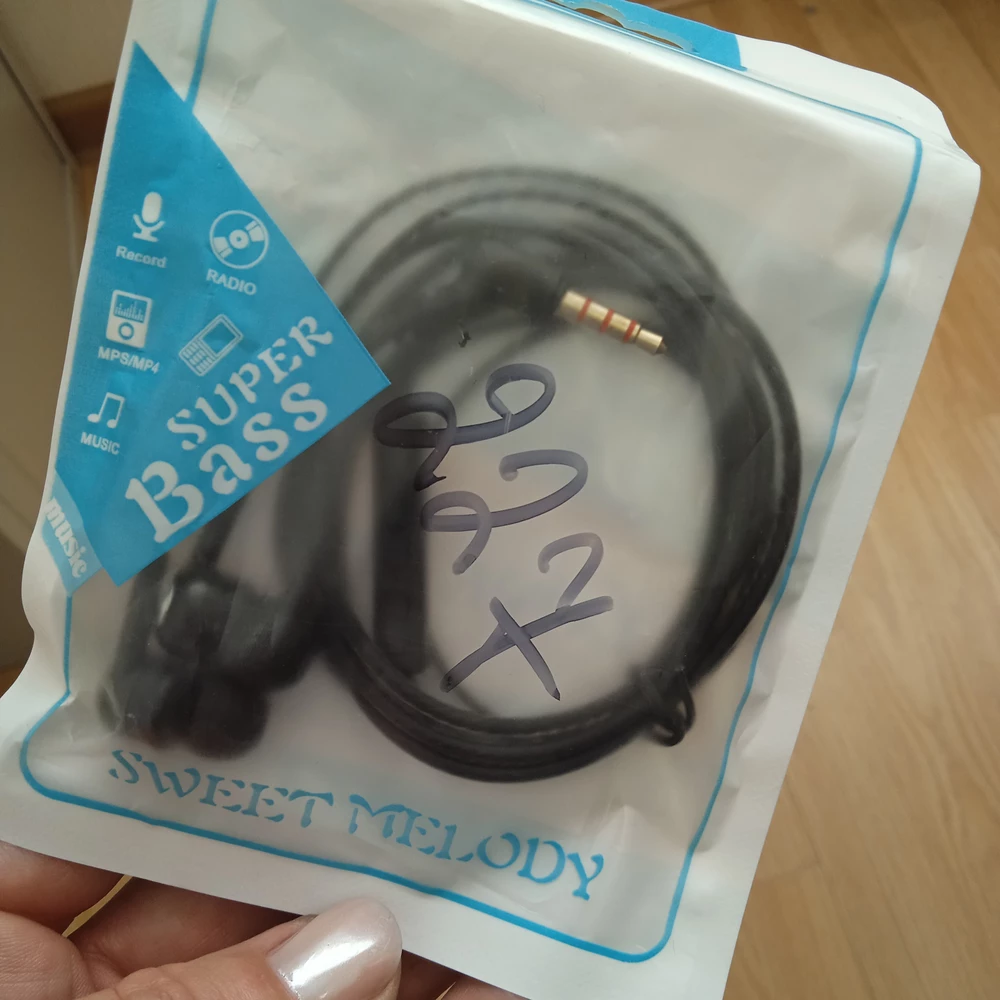 Record
RADIO
MPS/MP4
MUSIC
SUPER
Bass
music
SWEET MELODY